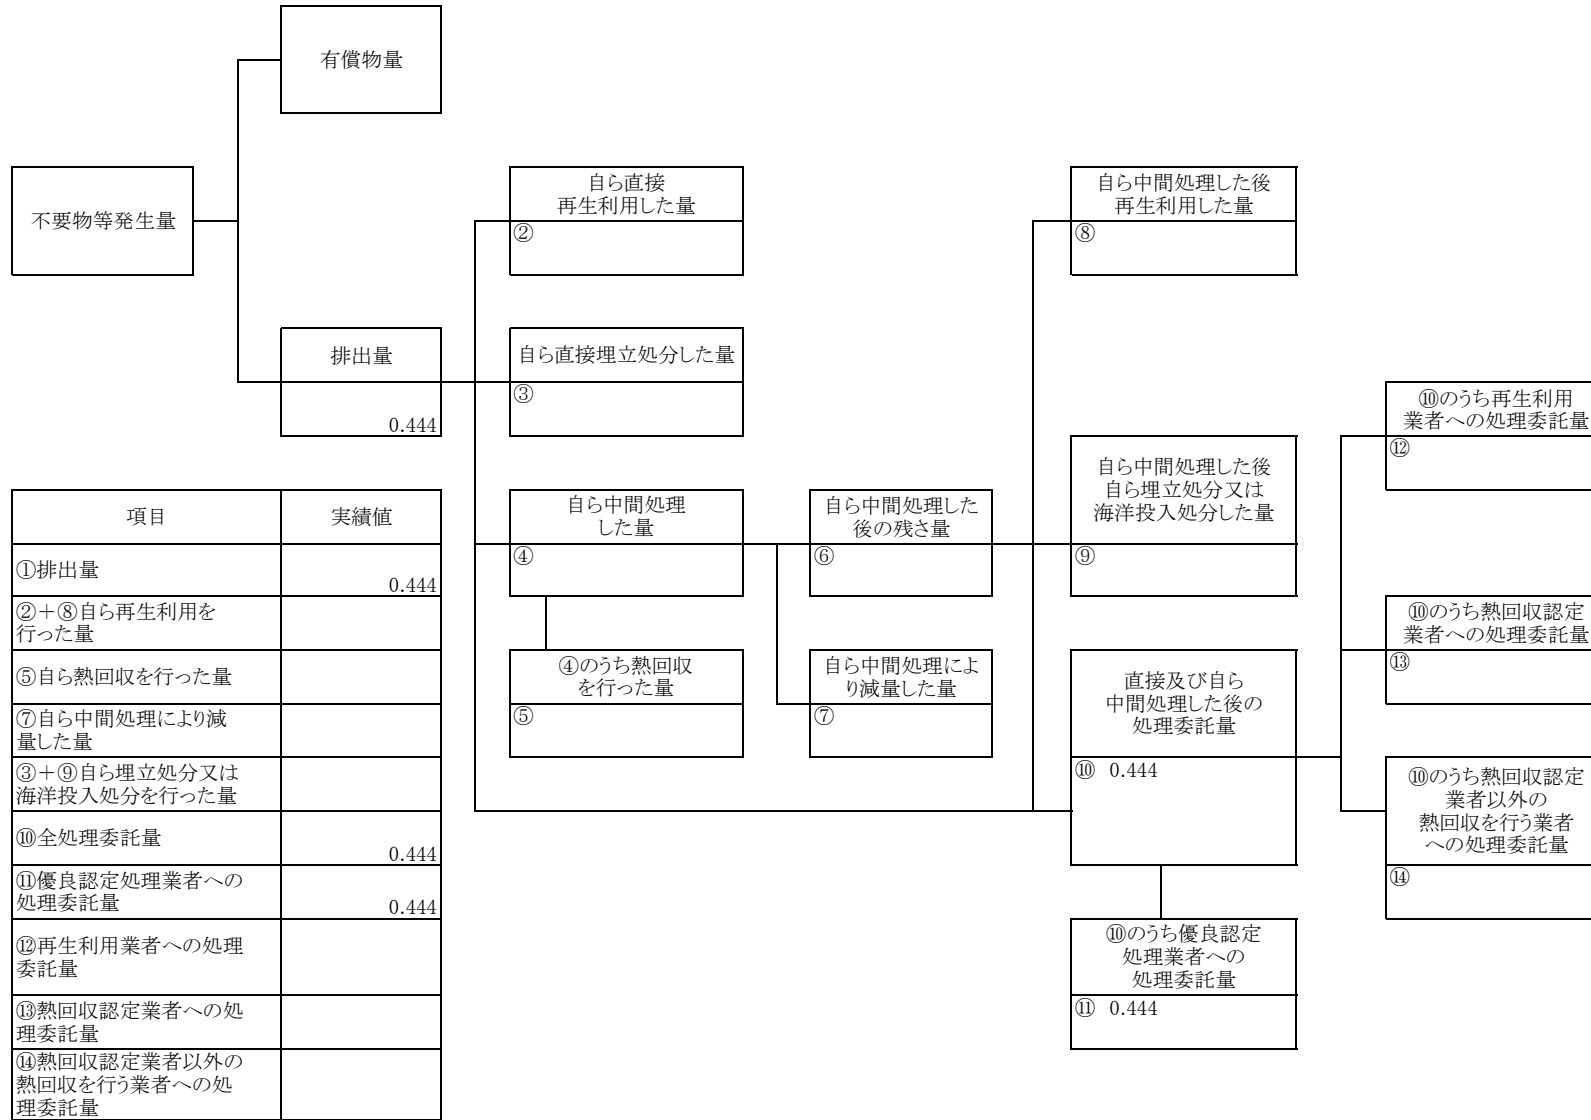 有償物量
不要物等発生量
自ら直接
再生利用した量
②
自ら中間処理した後
再生利用した量
⑧
排出量
0.444
自ら直接埋立処分した量
③
⑩のうち再生利用
業者への処理委託量
⑫
自ら中間処理した後
自ら埋立処分又は
海洋投入処分した量
⑨
自ら中間処理
した量
④
自ら中間処理した
後の残さ量
⑥
④のうち熱回収
を行った量
⑤
自ら中間処理によ
り減量した量
⑦
直接及び自ら
中間処理した後の
処理委託量
⑩ 0.444
⑩のうち熱回収認定
業者への処理委託量
⑬
⑩のうち熱回収認定
業者以外の
熱回収を行う業者
への処理委託量
⑭
⑩のうち優良認定
処理業者への
処理委託量
⑪ 0.444
項目 実績値
①排出量 0.444
②+⑧自ら再生利用を
行った量
⑤自ら熱回収を行った量
⑦自ら中間処理により減
量した量
③+⑨自ら埋立処分又は
海洋投入処分を行った量
⑩全処理委託量 0.444
⑪優良認定処理業者への
処理委託量 0.444
⑫再生利用業者への処理
委託量
⑬熱回収認定業者への処
理委託量
⑭熱回収認定業者以外の
熱回収を行う業者への処
理委託量